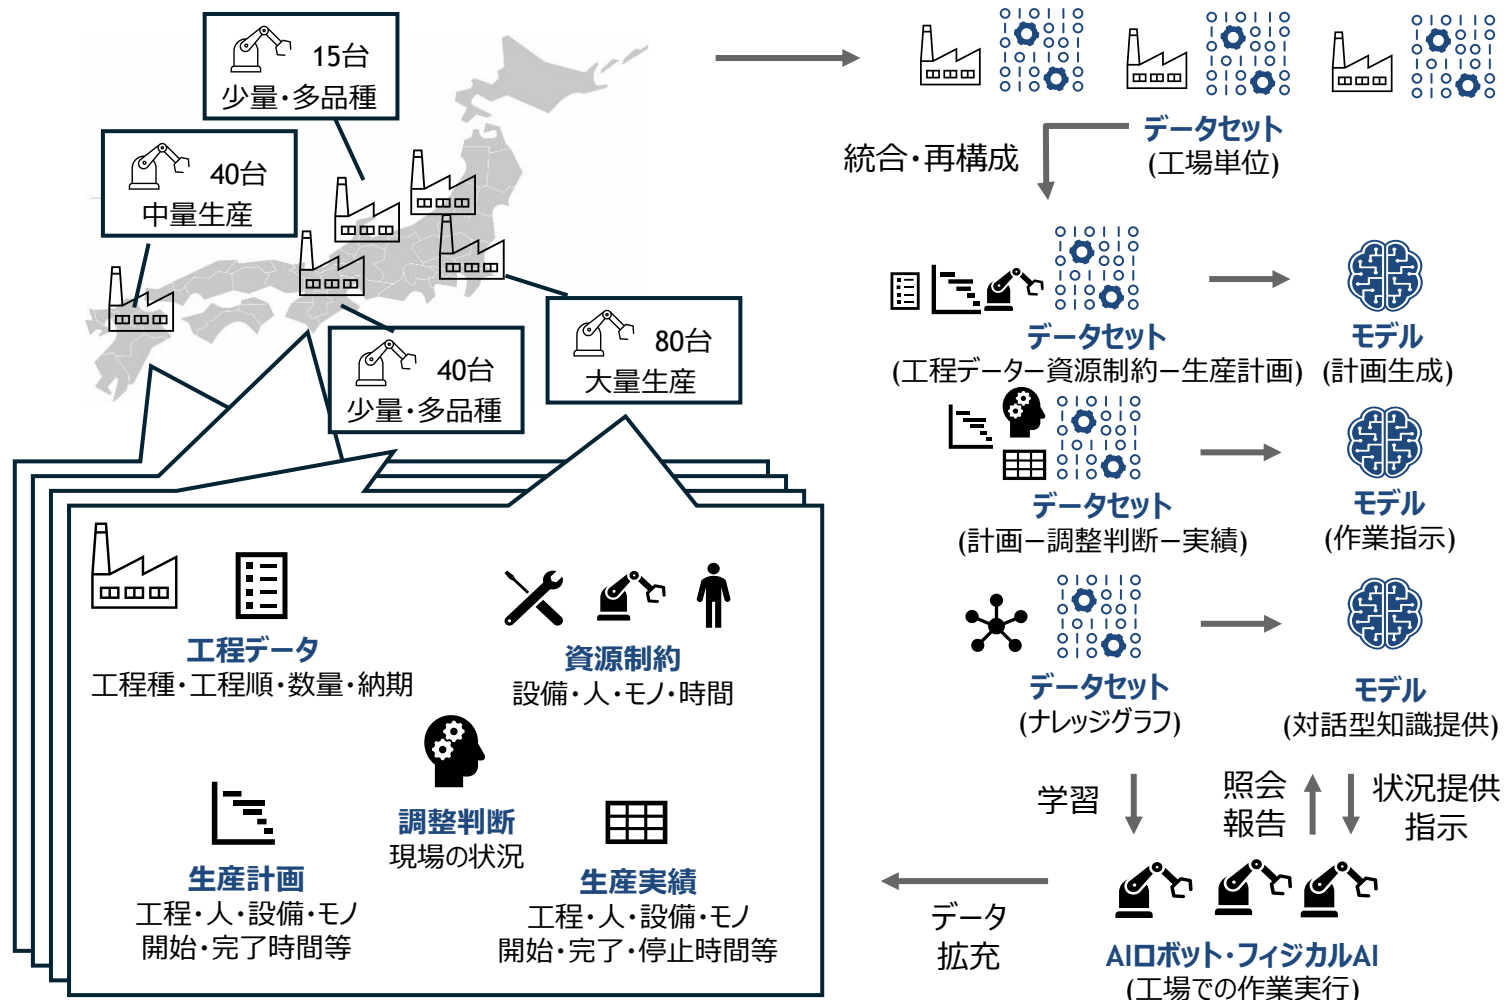 15台
少量・多品種
40台
中量生産
40台
少量・多品種
80台
大量生産
工程データ
工程種・工程順・数量・納期
資源制約
設備・人・モノ・時間
調整判断
現場の状況
生産計画
工程・人・設備・モノ
開始・完了時間等
生産実績
工程・人・設備・モノ
開始・完了・停止時間等
データセット
(工場単位)
統合・再構成
データセット
(工程データー資源制約ー生産計画)
モデル
(計画生成)
データセット
(計画ー調整判断ー実績)
モデル
(作業指示)
データセット
(ナレッジグラフ)
モデル
(対話型知識提供)
学習
照会
報告
状況提供
指示
データ
拡充
AIロボット・フィジカルAI
(工場での作業実行)